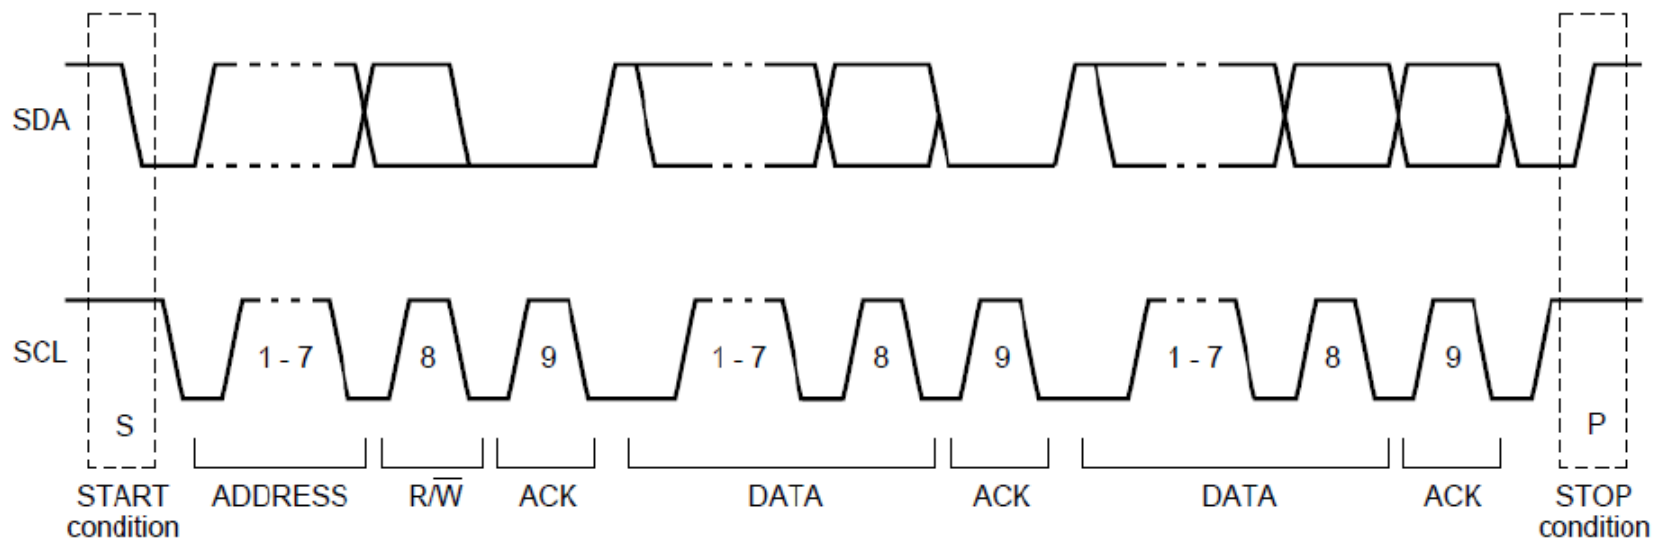 SDA
SCL
1 - 7
8
9
1 - 7
8
9
1 - 7
8
9
S
P
START
condition
ADDRESS
R/W̅
ACK
DATA
ACK
DATA
ACK
STOP
condition